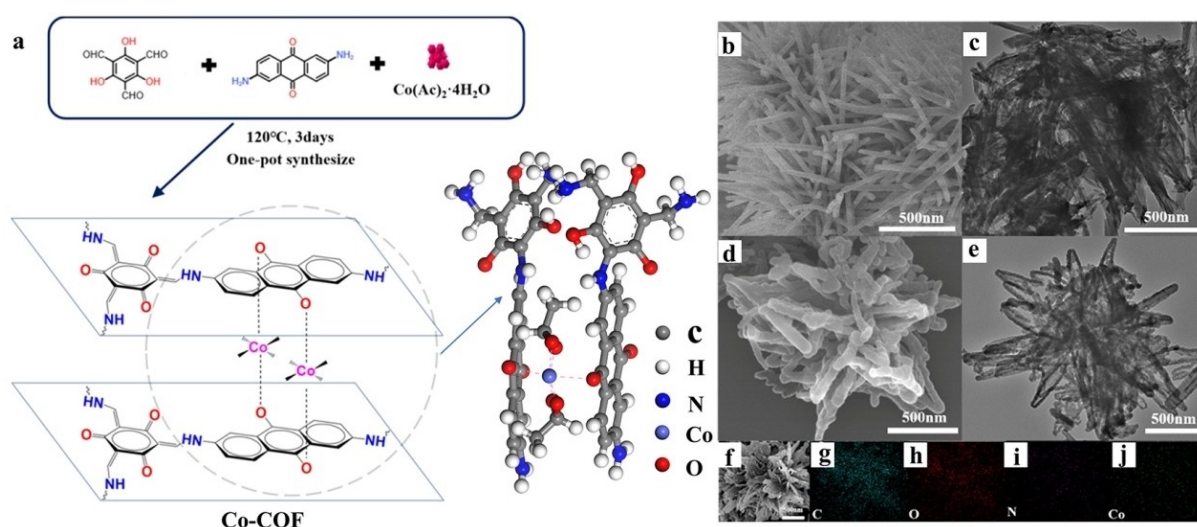 a
CHO
OH
CHO
HO
OH
CHO
+
O
NH₂
H₂N
O
+
Co(Ac)₂·4H₂O
120°C, 3days
One-pot synthesize
HN
O
O
O
NH
HN
O
O
NH
Co
Co
HN
O
O
O
NH
HN
O
O
NH
Co-COF
C
H
N
Co
O
b
500nm
c
500nm
d
500nm
e
500nm
f
g
C
h
O
i
N
j
Co